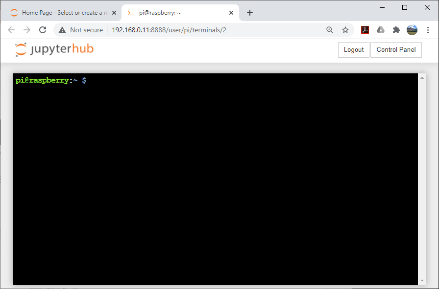 Home Page - Select or create a n
pi@raspberry: ~
Not secure | 192.168.0.11:8888/user/pi/terminals/2
jupyterhub
Logout
Control Panel
pi@raspberry:~ $